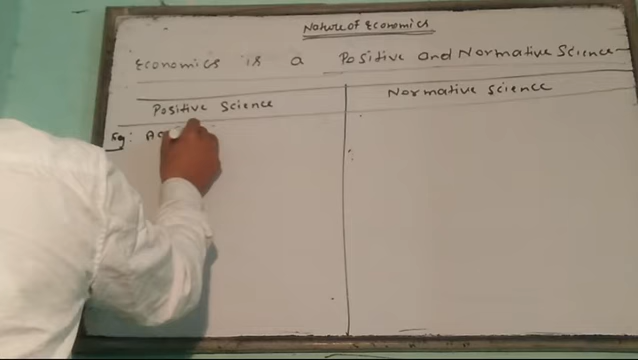 Nature of Economics
Economics is a Positive and Normative Science
Positive Science
Normative science
Eg: